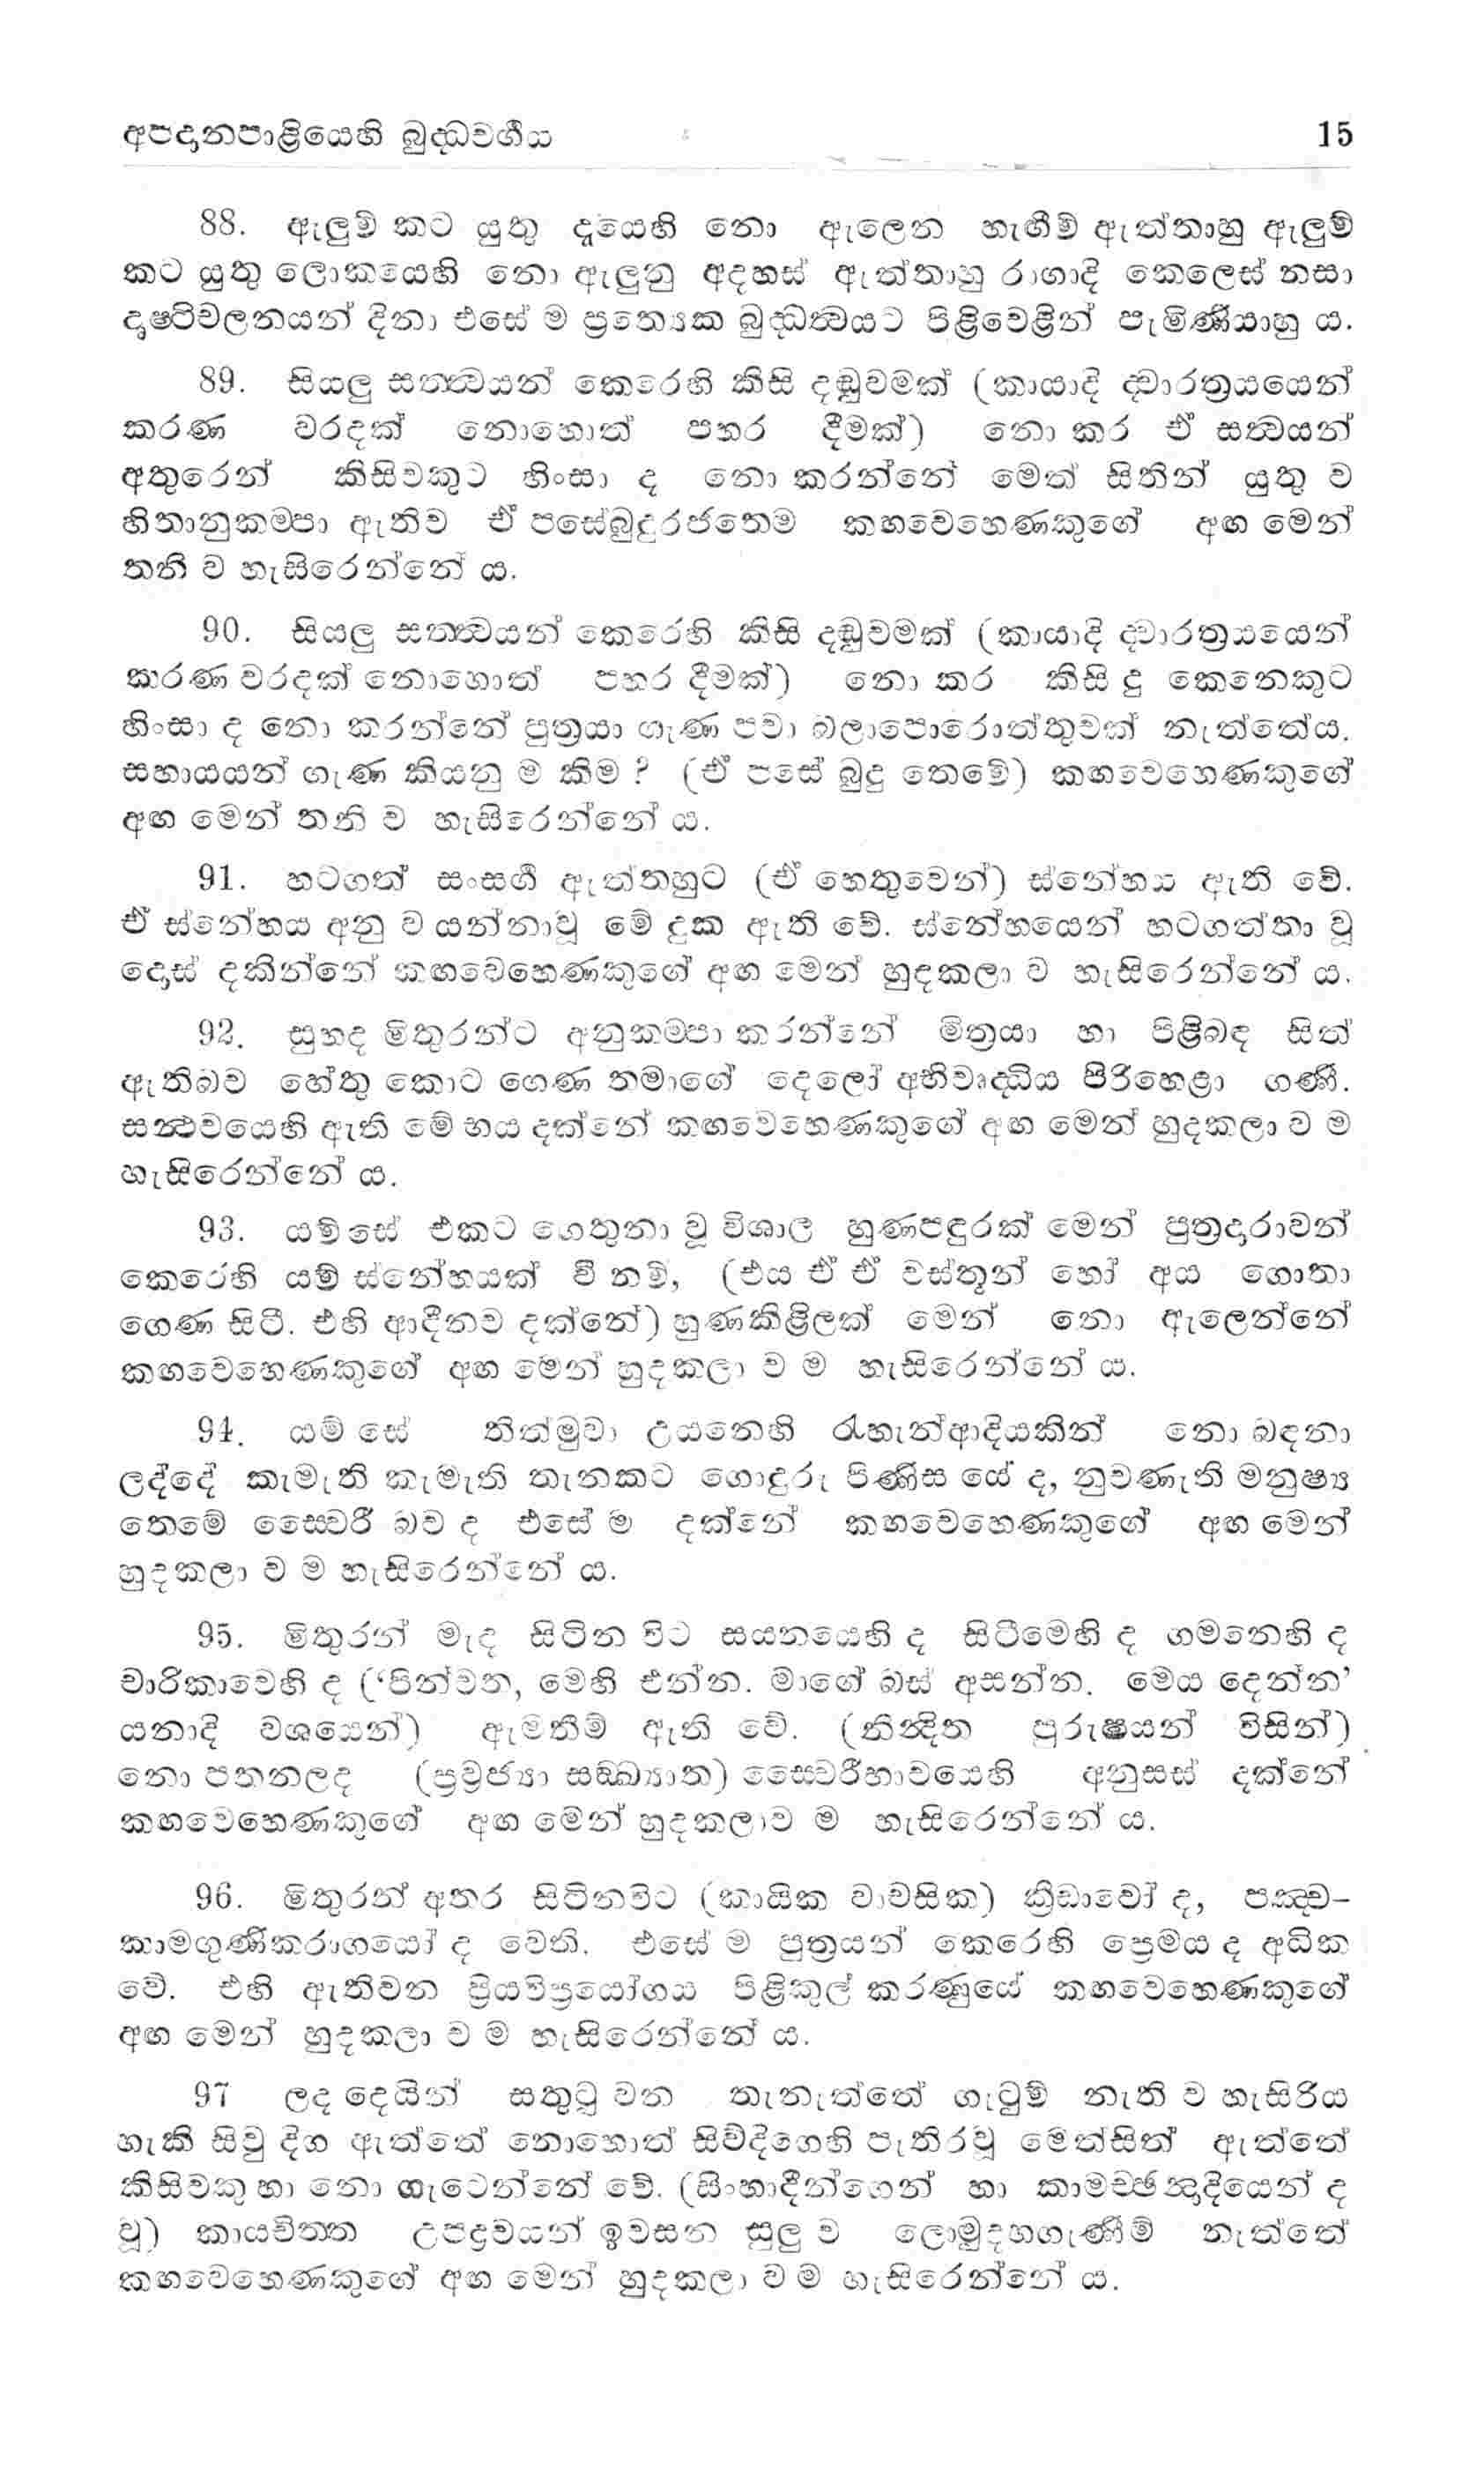 අපදානපාළියෙහි බුද්ධවර්ගය 15
88. ඇලුම් කට යුතු දෑයෙහි නො ඇලෙන හැඟීම් ඇත්තාහු ඇලුම්
කට යුතු ලොකයෙහි නො ඇලුනු අදහස් ඇත්තාහු රාගාදි කෙලෙස් නසා
දෘෂ්ටිචලනයන් දිනා එසේ ම ප්‍රත්‍යෙක බුද්ධත්වයට පිළිවෙළින් පැමිණියාහු ය.
89. සියලු සත්ත්වයන් කෙරෙහි කිසි දඬුවමක් (කායාදි ද්වාරත්‍රයයෙන්
කරණ වරදක් නොහොත් පහර දීමක්) නො කර ඒ සත්වයන්
අතුරෙන් කිසිවකුට හිංසා ද නො කරන්නේ මෙත් සිතින් යුතු ව
හිතානුකම්පා ඇතිව ඒ පසේබුදුරජතෙම කඟවෙහෙණකුගේ අඟ මෙන්
තනි ව හැසිරෙන්නේ ය.
90. සියලු සත්ත්වයන් කෙරෙහි කිසි දඬුවමක් (කායාදි ද්වාරත්‍රයයෙන්
කරණ වරදක් නොහොත් පහර දීමක්) නො කර කිසි දු කෙනෙකුට
හිංසා ද නො කරන්නේ පුත්‍රයා ගැණ පවා බලාපොරොත්තුවක් නැත්තේය.
සහායයන් ගැණ කියනු ම කිම ? (ඒ පසේ බුදු තෙමේ) කඟවෙහෙණකුගේ
අඟ මෙන් තනි ව හැසිරෙන්නේ ය.
91. හටගත් සංසර්ග ඇත්තහුට (ඒ හෙතුවෙන්) ස්නේහය ඇති වේ.
ඒ ස්නේහය අනු ව යන්නාවූ මේ දුක ඇති වේ. ස්නේහයෙන් හටගත්තා වූ
දොස් දකින්නේ කඟවෙහෙණකුගේ අඟ මෙන් හුදකලා ව හැසිරෙන්නේ ය.
92. සුහද මිතුරන්ට අනුකම්පා කරන්නේ මිත්‍රයා හා පිළිබඳ සිත්
ඇතිබව හේතු කොට ගෙණ තමාගේ දෙලෝ අභිවෘද්ධිය පිරිහෙළා ගණී.
සන්ථවයෙහි ඇති මේ භය දක්නේ කඟවෙහෙණකුගේ අඟ මෙන් හුදකලා ව ම
හැසිරෙන්නේ ය.
93. යම්සේ එකට ගෙතුනා වූ විශාල හුණපඳුරක් මෙන් පුත්‍රදාරාවන්
කෙරෙහි යම් ස්නේහයක් වී නම්, (එය ඒ ඒ වස්තූන් හෝ අය ගොතා
ගෙණ සිටී. එහි ආදීනව දක්නේ) හුණකිළිලක් මෙන් නො ඇලෙන්නේ
කඟවෙහෙණකුගේ අඟ මෙන් හුදකලා ව ම හැසිරෙන්නේ ය.
94. යම් සේ තිත්මුවා උයනෙහි රැහැන්ආදියකින් නො බඳනා
ලද්දේ කැමැති කැමැති තැනකට ගොදුරු පිණිස යේ ද, නුවණැති මනුෂ්‍ය
තෙමේ සෛවරී බව ද එසේ ම දක්නේ කඟවෙහෙණකුගේ අඟ මෙන්
හුදකලා ව ම හැසිරෙන්නේ ය.
95. මිතුරන් මැද සිටින විට සයනයෙහි ද සිටීමෙහි ද ගමනෙහි ද
චාරිකාවෙහි ද (‘පින්වත, මෙහි එන්න. මාගේ බස් අසන්න. මෙය දෙන්න’
යනාදි වශයෙන්) ඇමතීම් ඇති වේ. (නින්දිත පුරුෂයන් විසින්)
නො පතනලද (ප්‍රව්‍රජ්‍යා සඞ්ඛ්‍යාත) සෛවරීභාවයෙහි අනුසස් දක්නේ
කඟවෙහෙණකුගේ අඟ මෙන් හුදකලාව ම හැසිරෙන්නේ ය.
96. මිතුරන් අතර සිටිනවිට (කායික වාචසික) ක්‍රීඩාවෝ ද, පඤ්ච-
කාමගුණිකරාගයෝ ද වෙති. එසේ ම පුත්‍රයන් කෙරෙහි ප්‍රෙමය ද අධික
වේ. එහි ඇතිවන ප්‍රියවිප්‍රයෝගය පිළිකුල් කරණුයේ කඟවෙහෙණකුගේ
අඟ මෙන් හුදකලා ව ම හැසිරෙන්නේ ය.
97 ලද දෙයින් සතුටු වන තැනැත්තේ ගැටුම් නැති ව හැසිරිය
හැකි සිවු දිග ඇත්තේ නොහොත් සිව්දිගෙහි පැතිරවූ මෙත්සිත් ඇත්තේ
කිසිවකු හා නො ගැටෙන්නේ වේ. (සිංහාදීන්ගෙන් හා කාමච්ඡන්දාදියෙන් ද
වූ) කායචිත්ත උපද්‍රවයන් ඉවසන සුලු ව ලොමුදහගැණීම් නැත්තේ
කඟවෙහෙණකුගේ අඟ මෙන් හුදකලා ව ම හැසිරෙන්නේ ය.